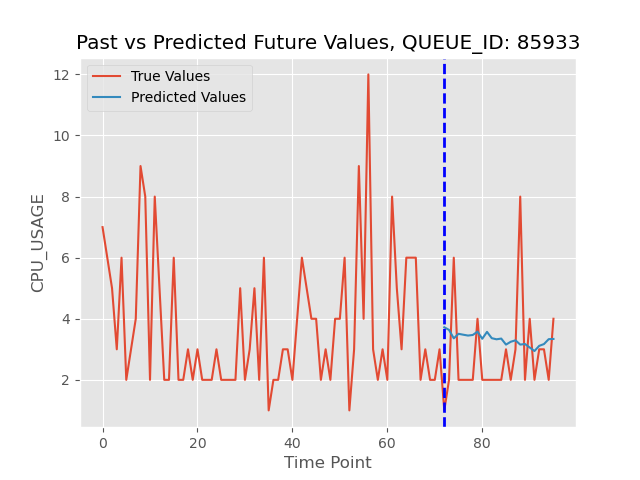 Past vs Predicted Future Values, QUEUE_ID: 85933
True Values
Predicted Values
CPU_USAGE
12
10
8
6
4
2
0 20 40 60 80
Time Point